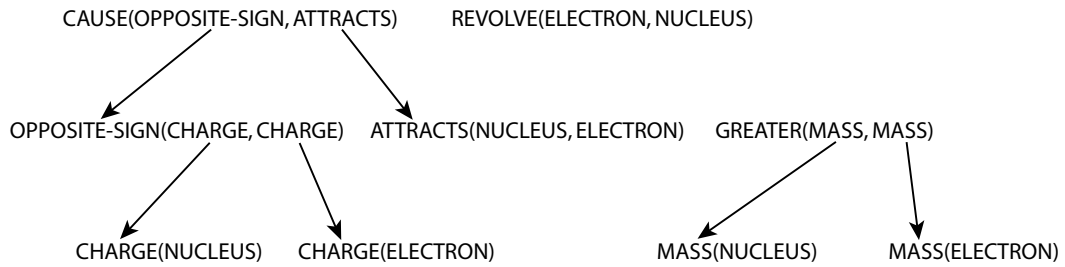 CAUSE(OPPOSITE-SIGN, ATTRACTS) REVOLVE(ELECTRON, NUCLEUS)
OPPOSITE-SIGN(CHARGE, CHARGE) ATTRACTS(NUCLEUS, ELECTRON) GREATER(MASS, MASS)
CHARGE(NUCLEUS) CHARGE(ELECTRON) MASS(NUCLEUS) MASS(ELECTRON)